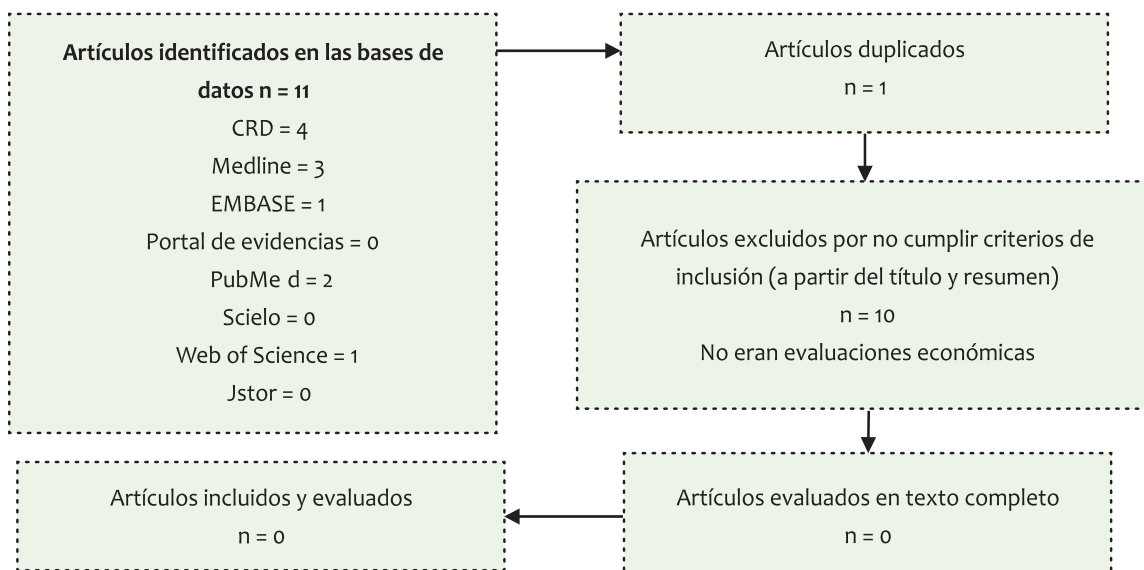 Artículos identificados en las bases de
datos n = 11
CRD = 4
Medline = 3
EMBASE = 1
Portal de evidencias = 0
PubMe d = 2
Scielo = 0
Web of Science = 1
Jstor = 0
Artículos duplicados
n = 1
Artículos excluidos por no cumplir criterios de
inclusión (a partir del título y resumen)
n = 10
No eran evaluaciones económicas
Artículos evaluados en texto completo
n = 0
Artículos incluidos y evaluados
n = 0